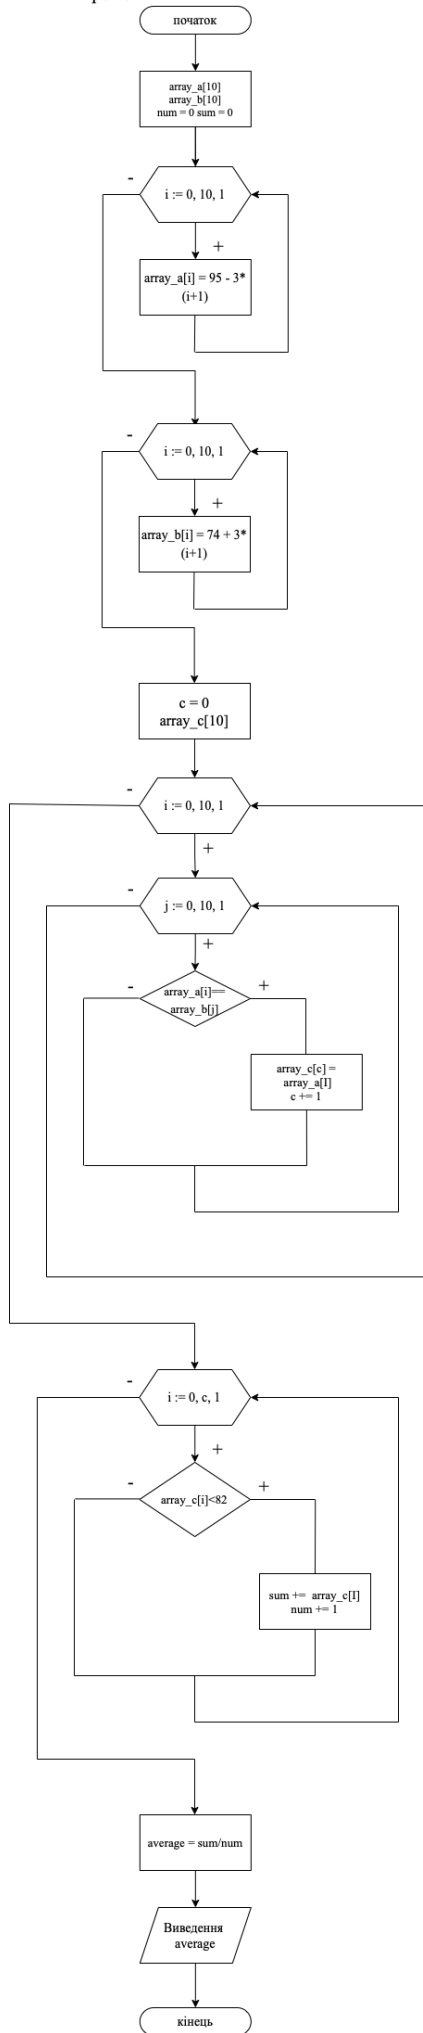 початок
array_a[10]
array_b[10]
num = 0 sum = 0
-
i := 0, 10, 1
+
array_a[i] = 95 - 3*
(i+1)
-
i := 0, 10, 1
+
array_b[i] = 74 + 3*
(i+1)
c = 0
array_c[10]
-
i := 0, 10, 1
+
-
j := 0, 10, 1
+
-
array_a[i]==
array_b[j]
+
array_c[c] =
array_a[I]
c += 1
-
i := 0, c, 1
+
-
array_c[i]<82
+
sum += array_c[I]
num += 1
average = sum/num
Виведення
average
кінець